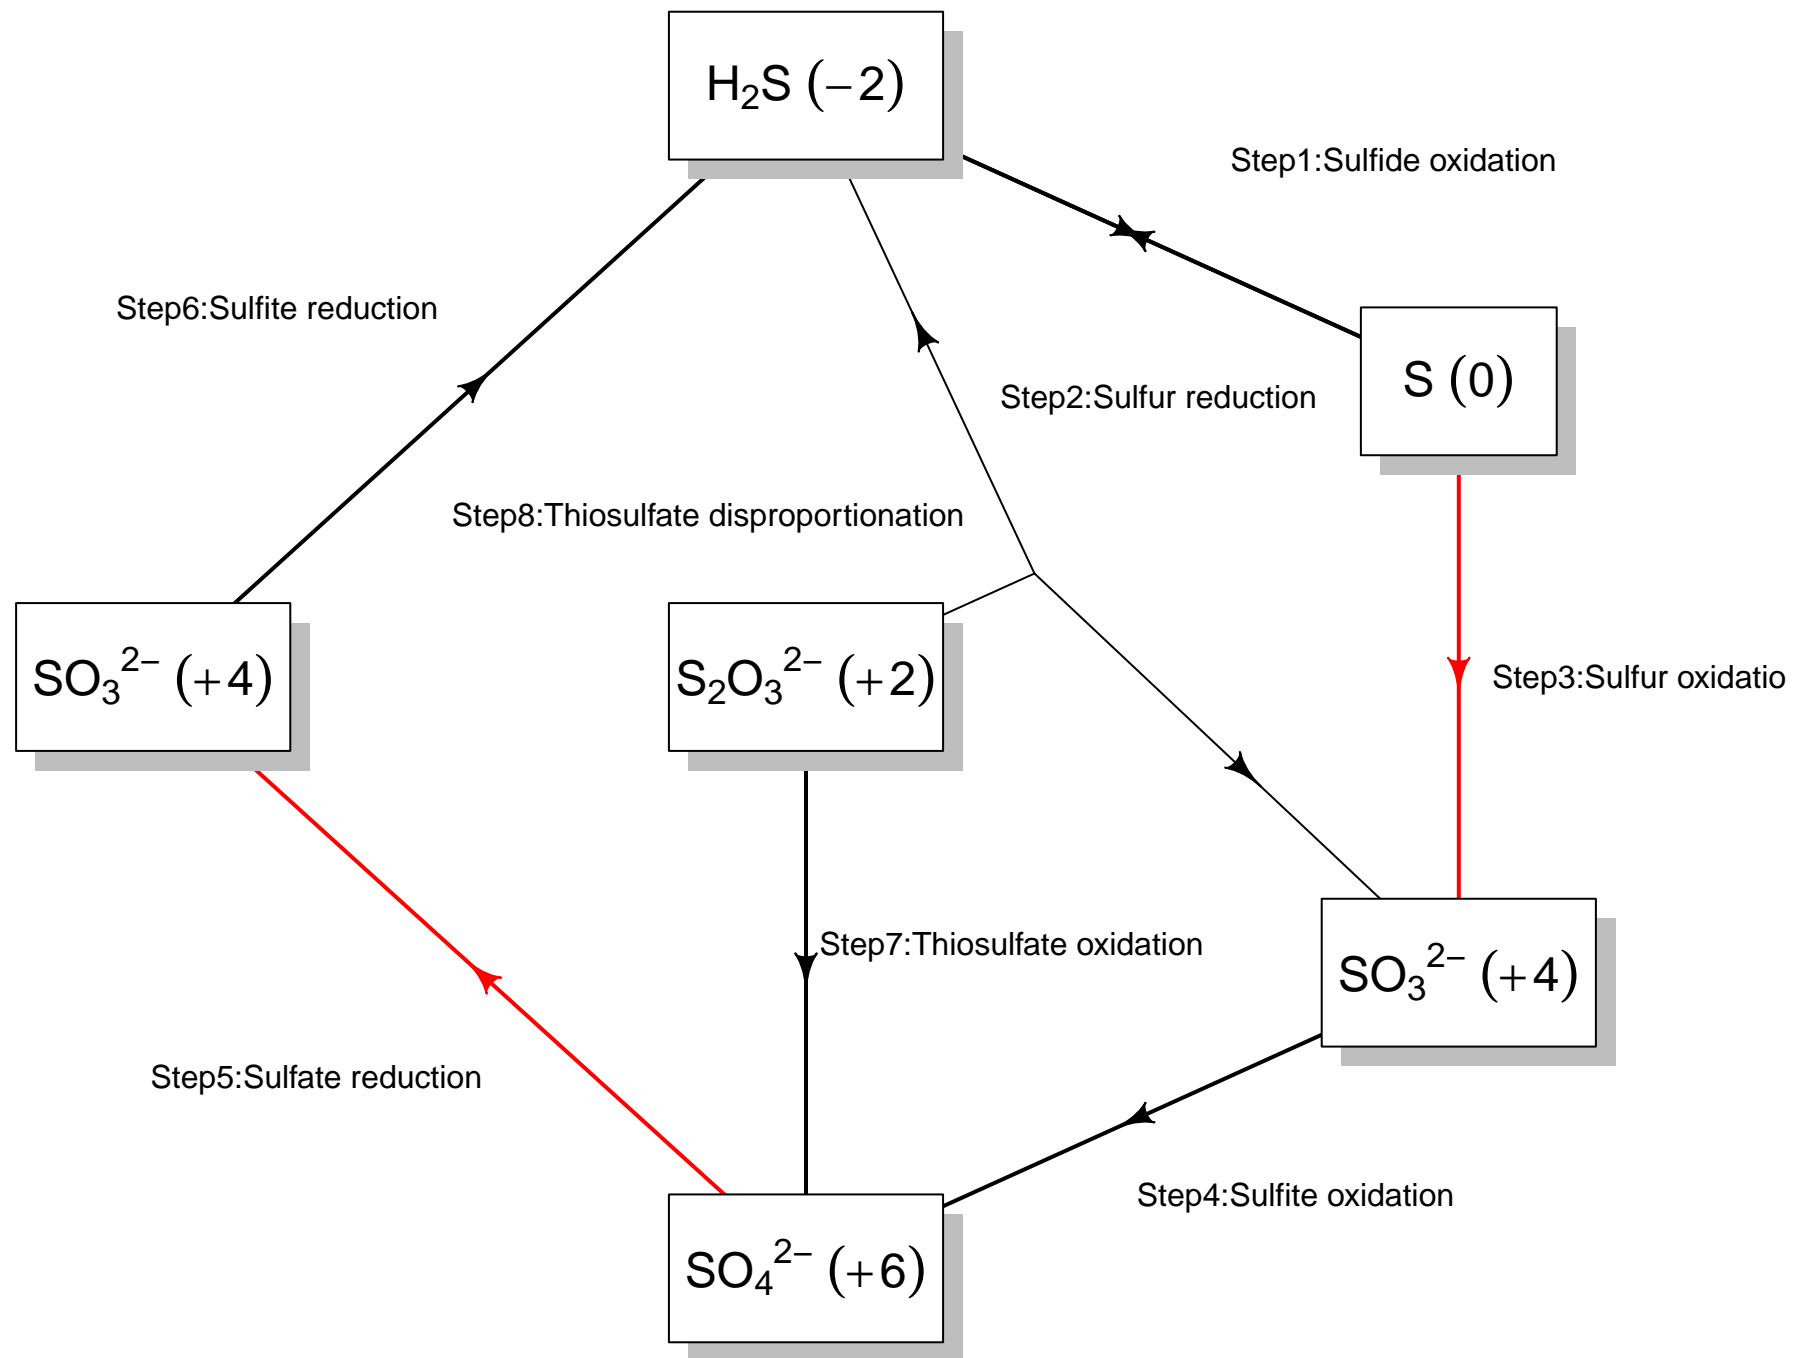 H₂S (−2)
Step1:Sulfide oxidation
Step6:Sulfite reduction
S (0)
Step2:Sulfur reduction
Step8:Thiosulfate disproportionation
SO₃²⁻ (+4)
S₂O₃²⁻ (+2)
Step3:Sulfur oxidatio
Step7:Thiosulfate oxidation
SO₃²⁻ (+4)
Step5:Sulfate reduction
Step4:Sulfite oxidation
SO₄²⁻ (+6)